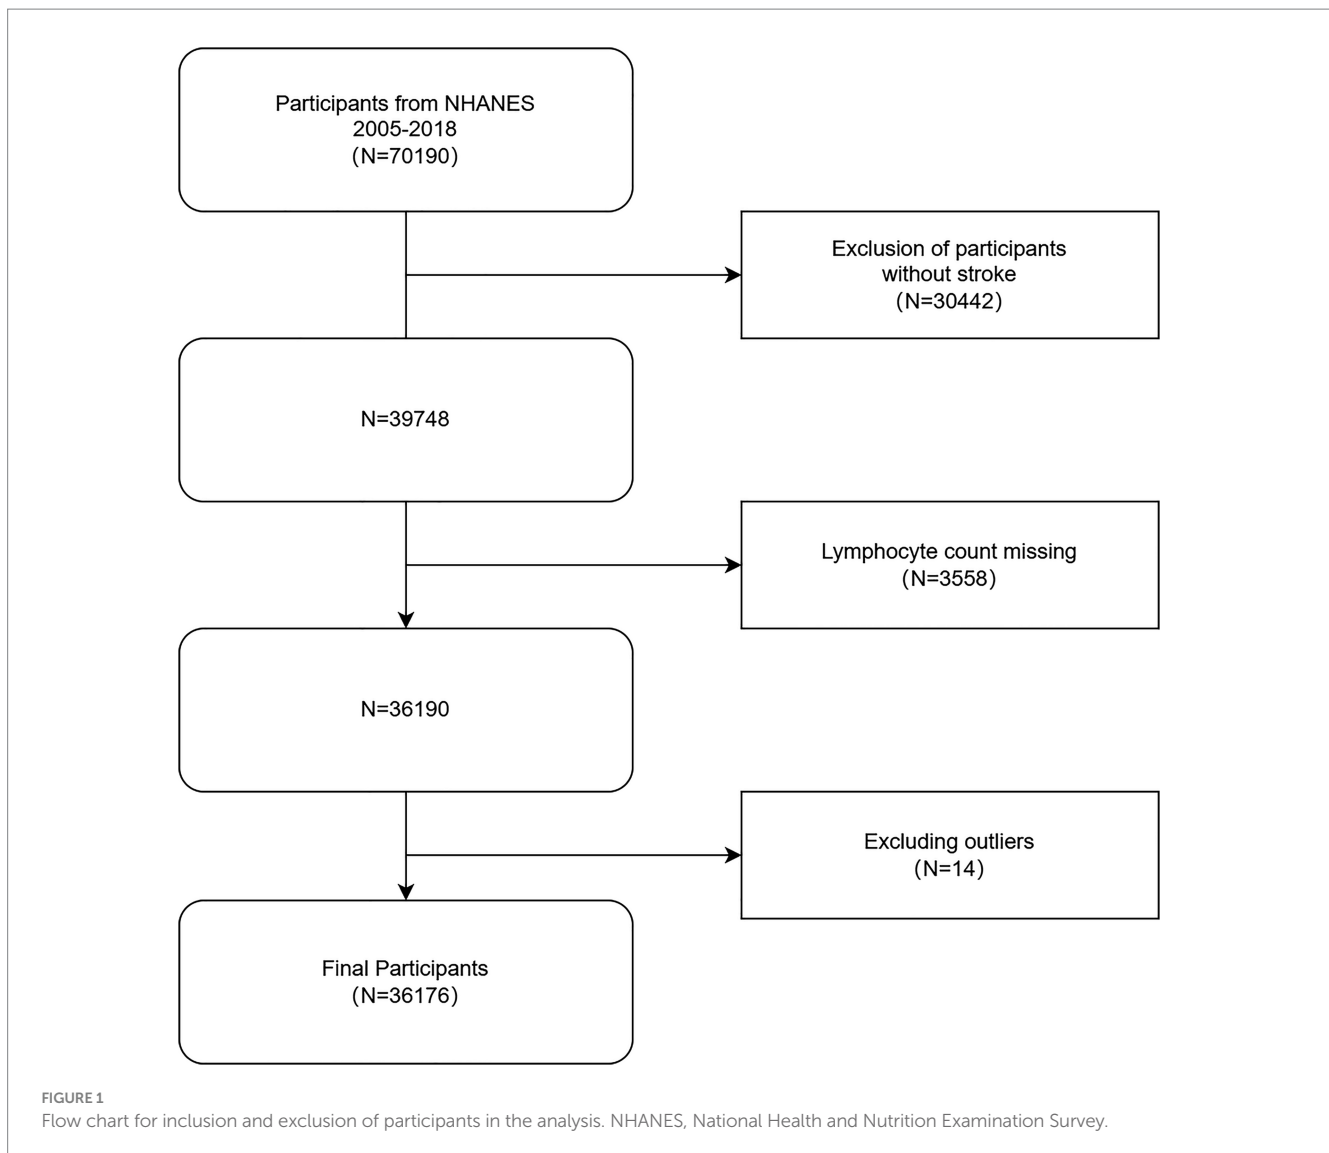 Participants from NHANES
2005-2018
(N=70190)
Exclusion of participants
without stroke
(N=30442)
N=39748
Lymphocyte count missing
(N=3558)
N=36190
Excluding outliers
(N=14)
Final Participants
(N=36176)
FIGURE 1
Flow chart for inclusion and exclusion of participants in the analysis. NHANES, National Health and Nutrition Examination Survey.